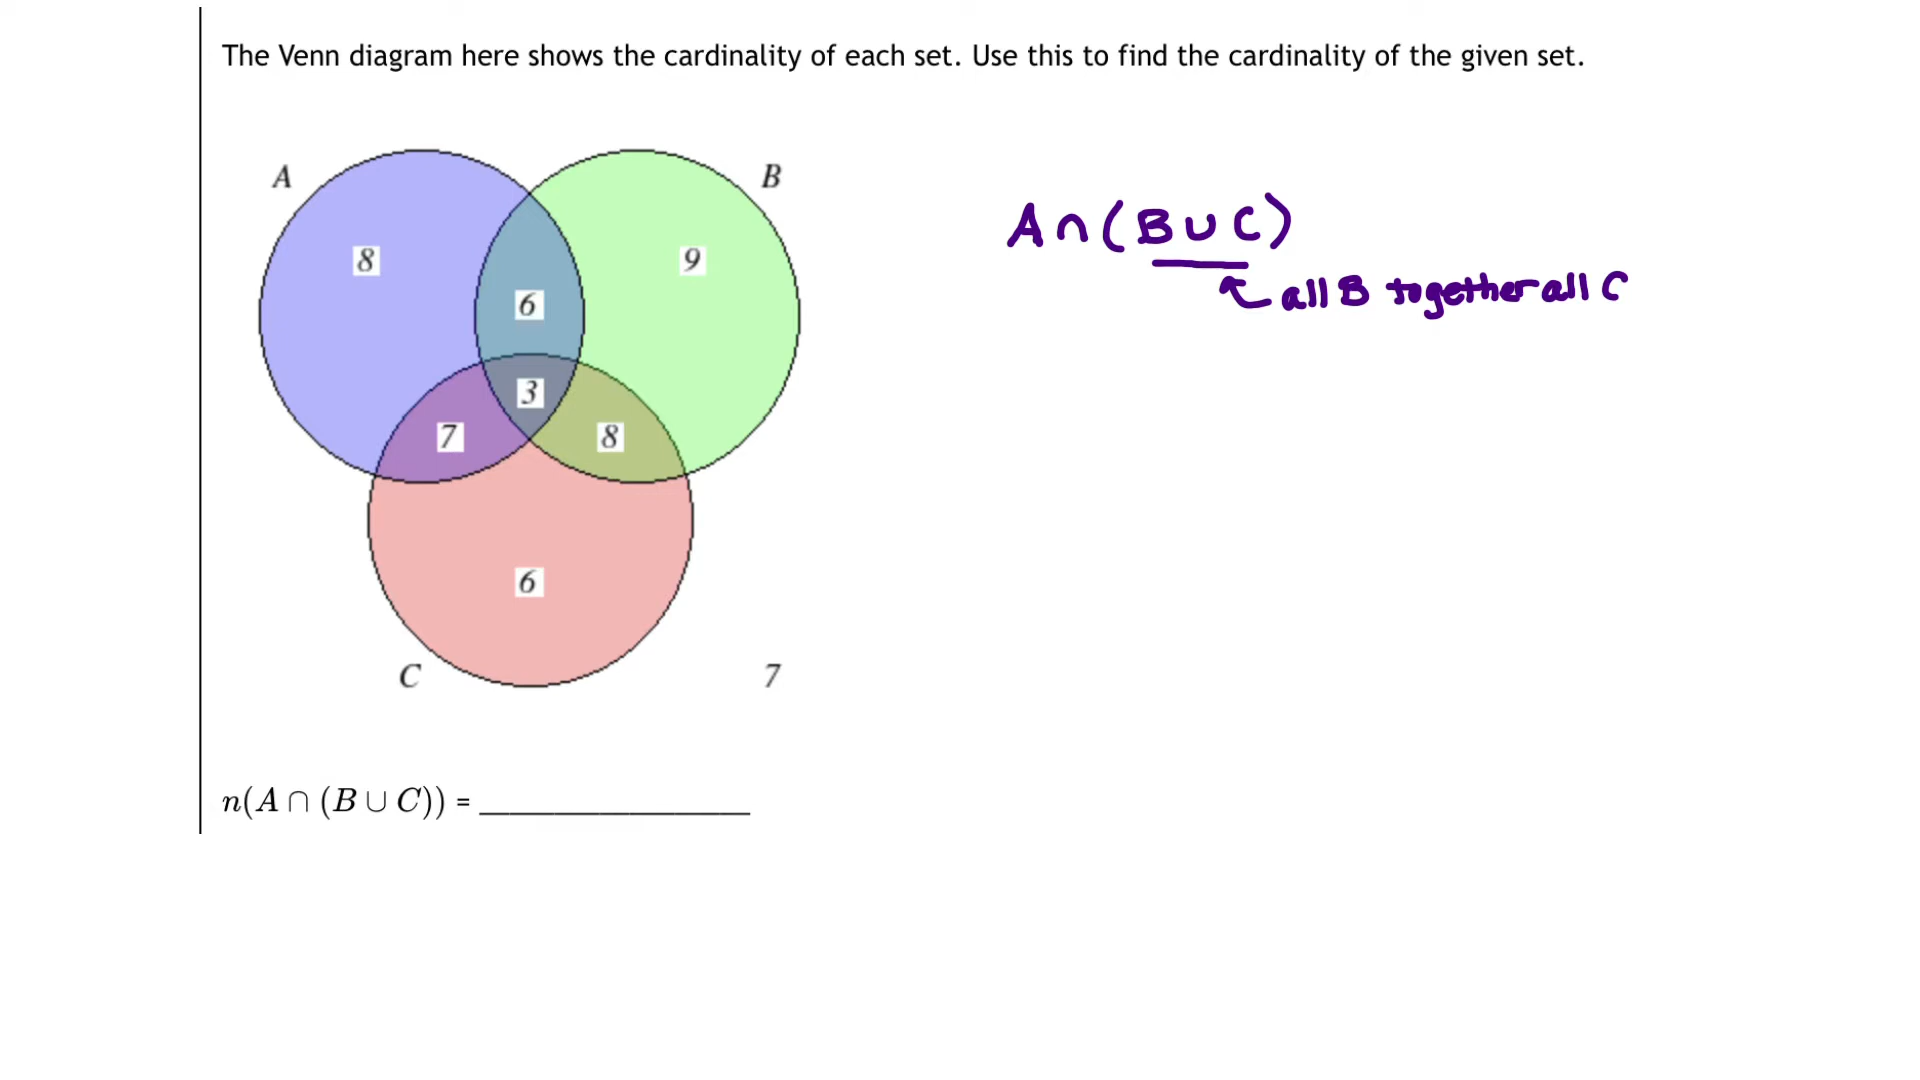 The Venn diagram here shows the cardinality of each set. Use this to find the cardinality of the given set.
A
B
8
9
6
3
7
8
6
C
7
A∩(B∪C)
all B together all C
n(A ∩ (B ∪ C)) = __________________